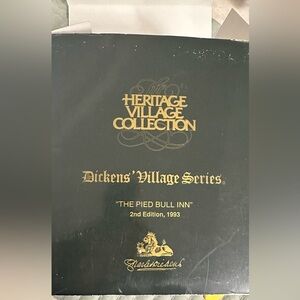 HERITAGE
VILLAGE
COLLECTION
Dickens' Village Series®
"THE PIED BULL INN"
2nd Edition, 1993